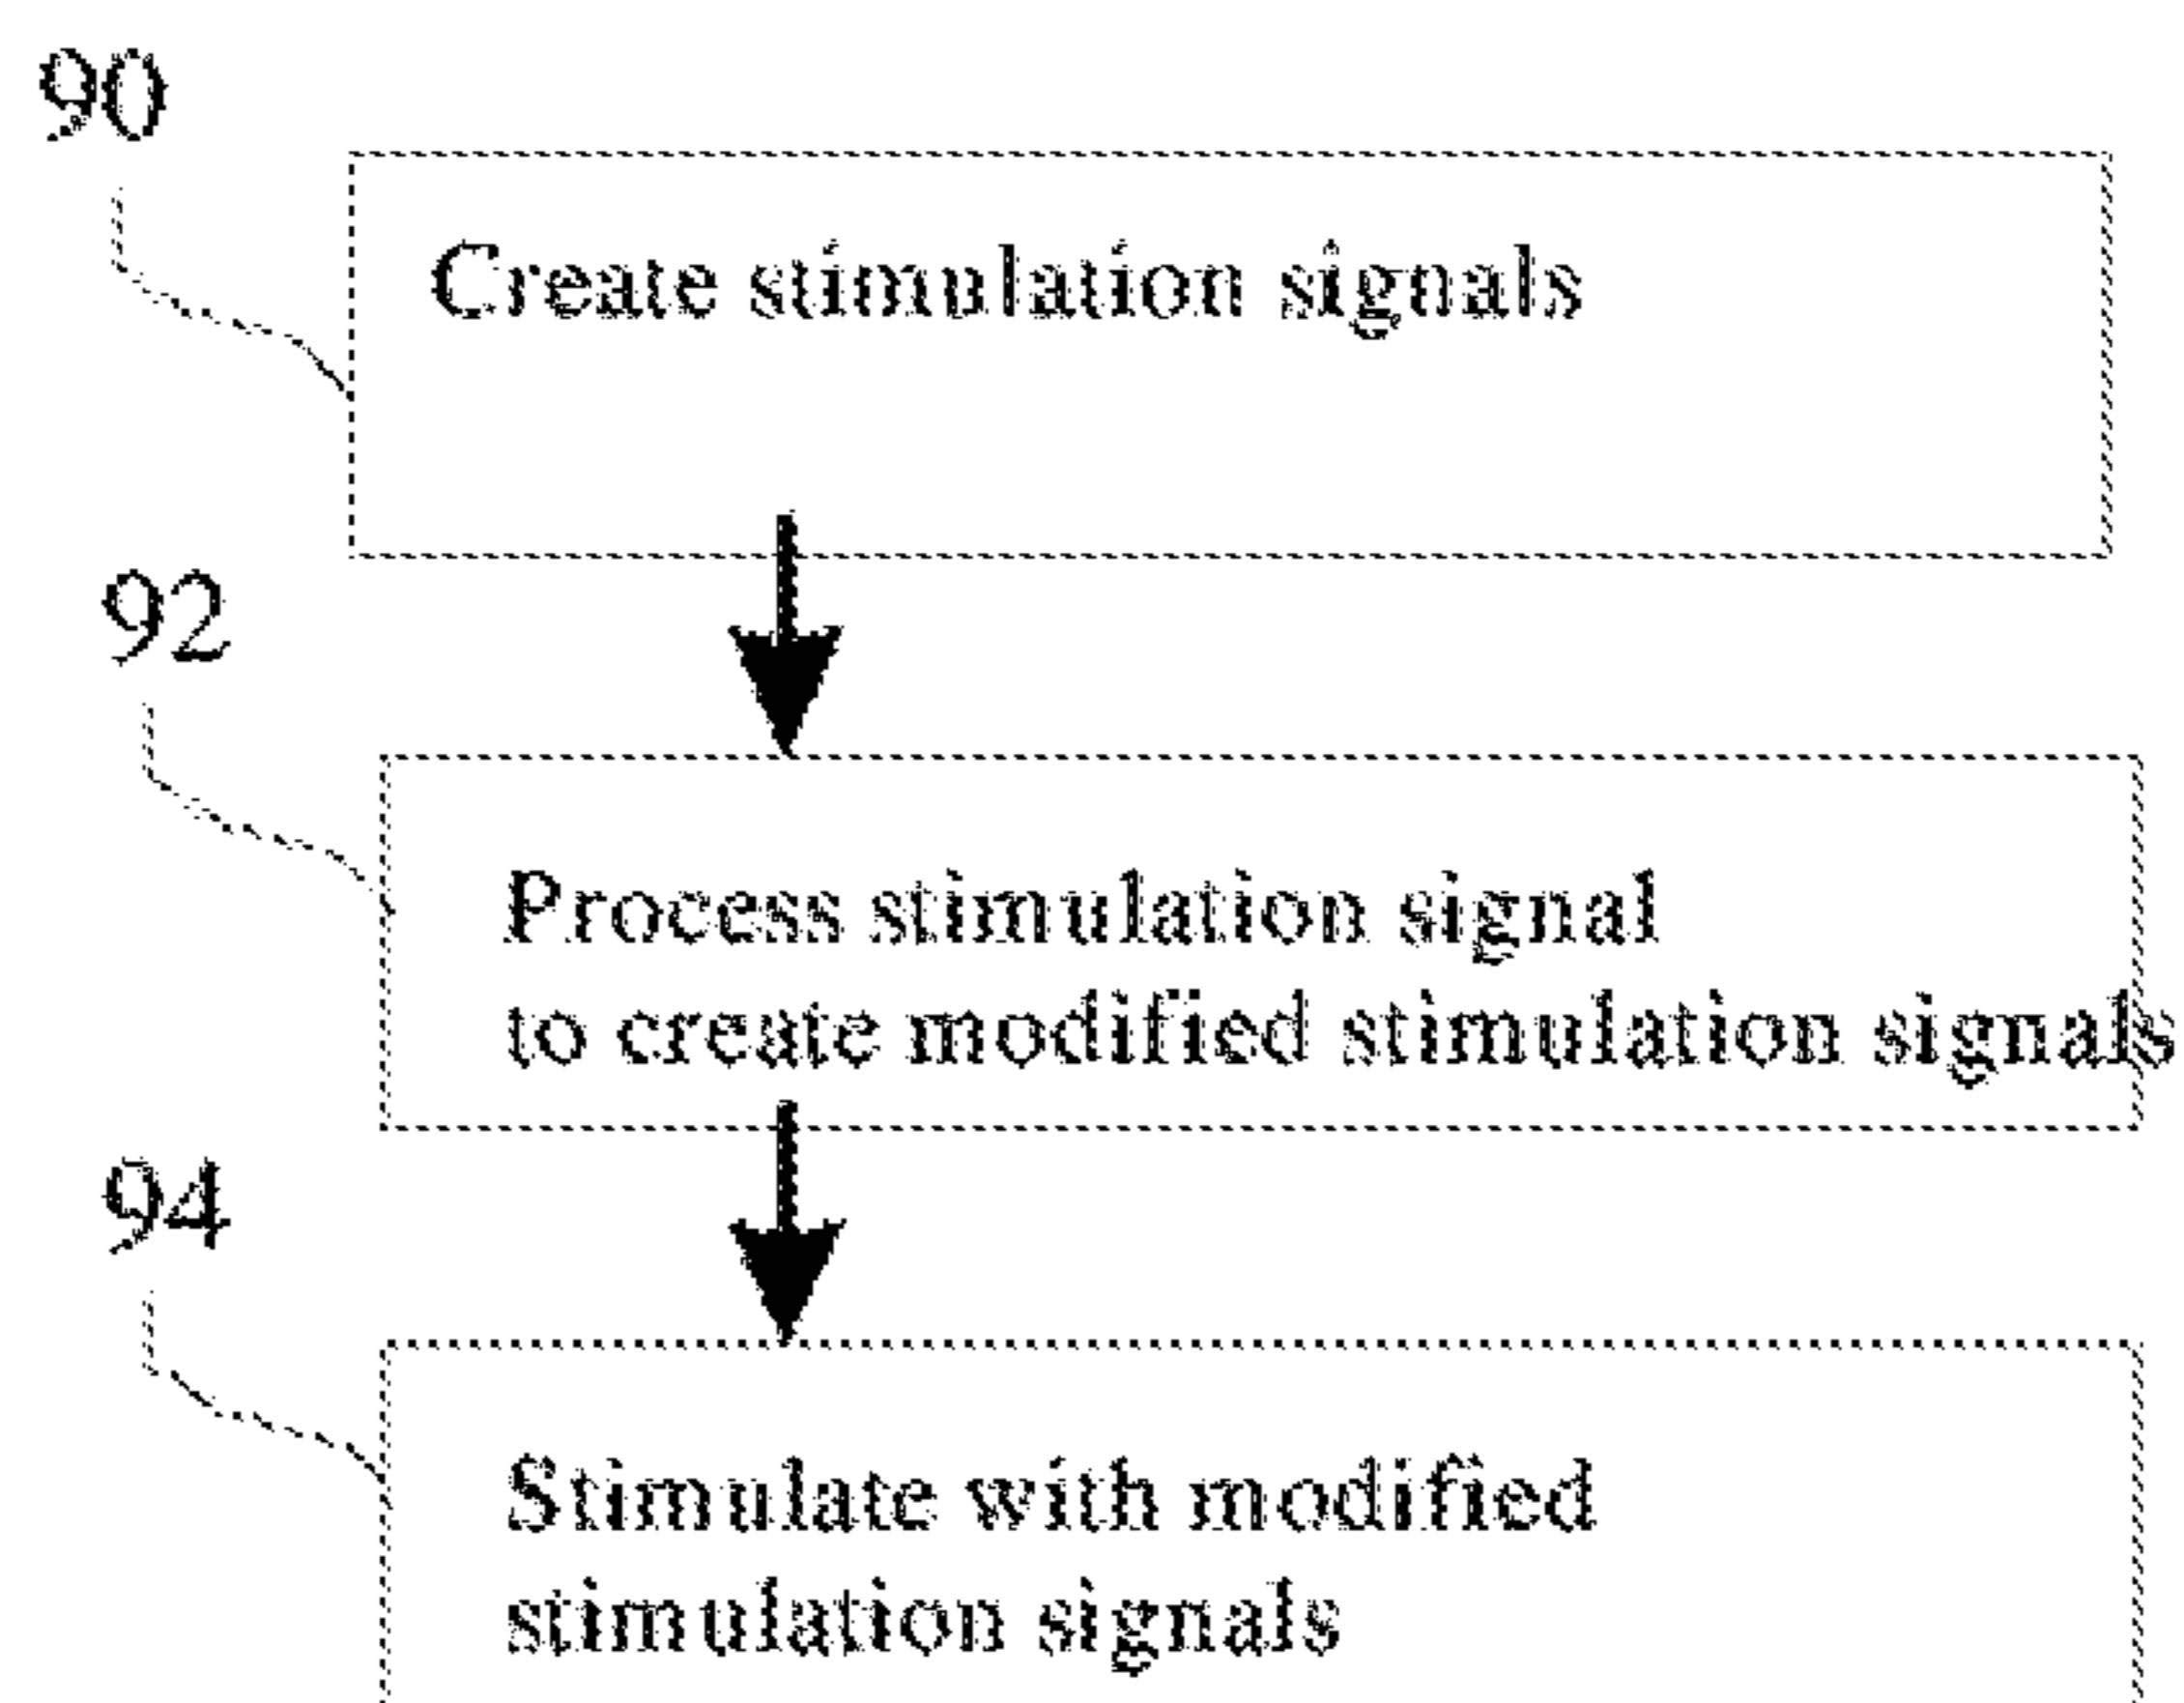 90
Create stimulation signals
92
Process stimulation signal
to create modified stimulation signals
94
Stimulate with modified
stimulation signals